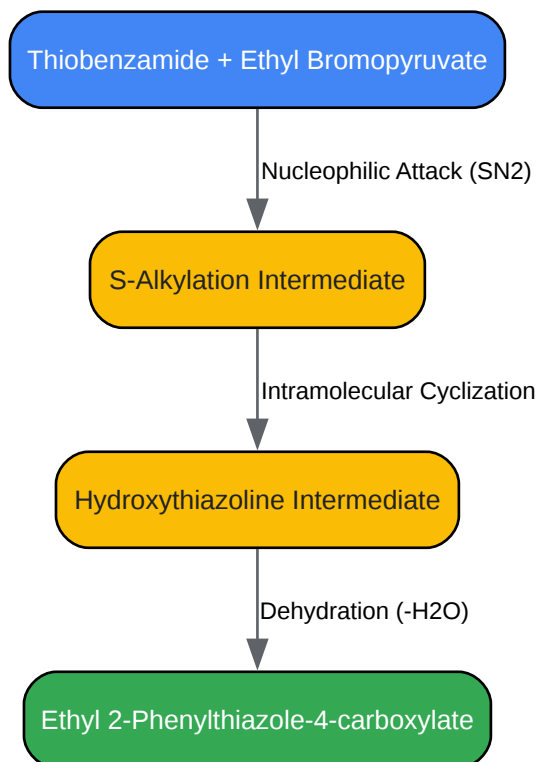 Thiobenzamide + Ethyl Bromopyruvate
Nucleophilic Attack (SN2)
S-Alkylation Intermediate
Intramolecular Cyclization
Hydroxythiazoline Intermediate
Dehydration (-H2O)
Ethyl 2-Phenylthiazole-4-carboxylate